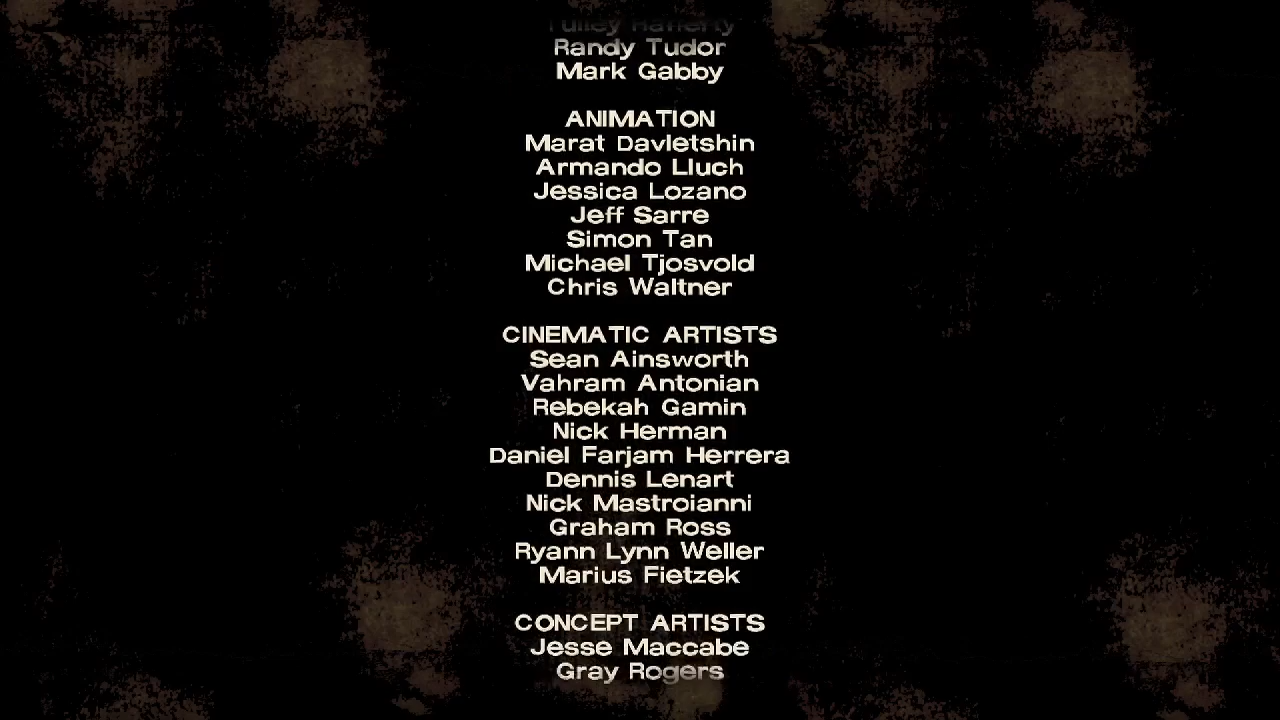 Tulley Rafferty
Randy Tudor
Mark Gabby
ANIMATION
Marat Davletshin
Armando Lluch
Jessica Lozano
Jeff Sarre
Simon Tan
Michael Tjosvold
Chris Waltner
CINEMATIC ARTISTS
Sean Ainsworth
Vahram Antonian
Rebekah Gamin
Nick Herman
Daniel Farjam Herrera
Dennis Lenart
Nick Mastroianni
Graham Ross
Ryann Lynn Weller
Marius Fietzek
CONCEPT ARTISTS
Jesse Maccabe
Gray Rogers